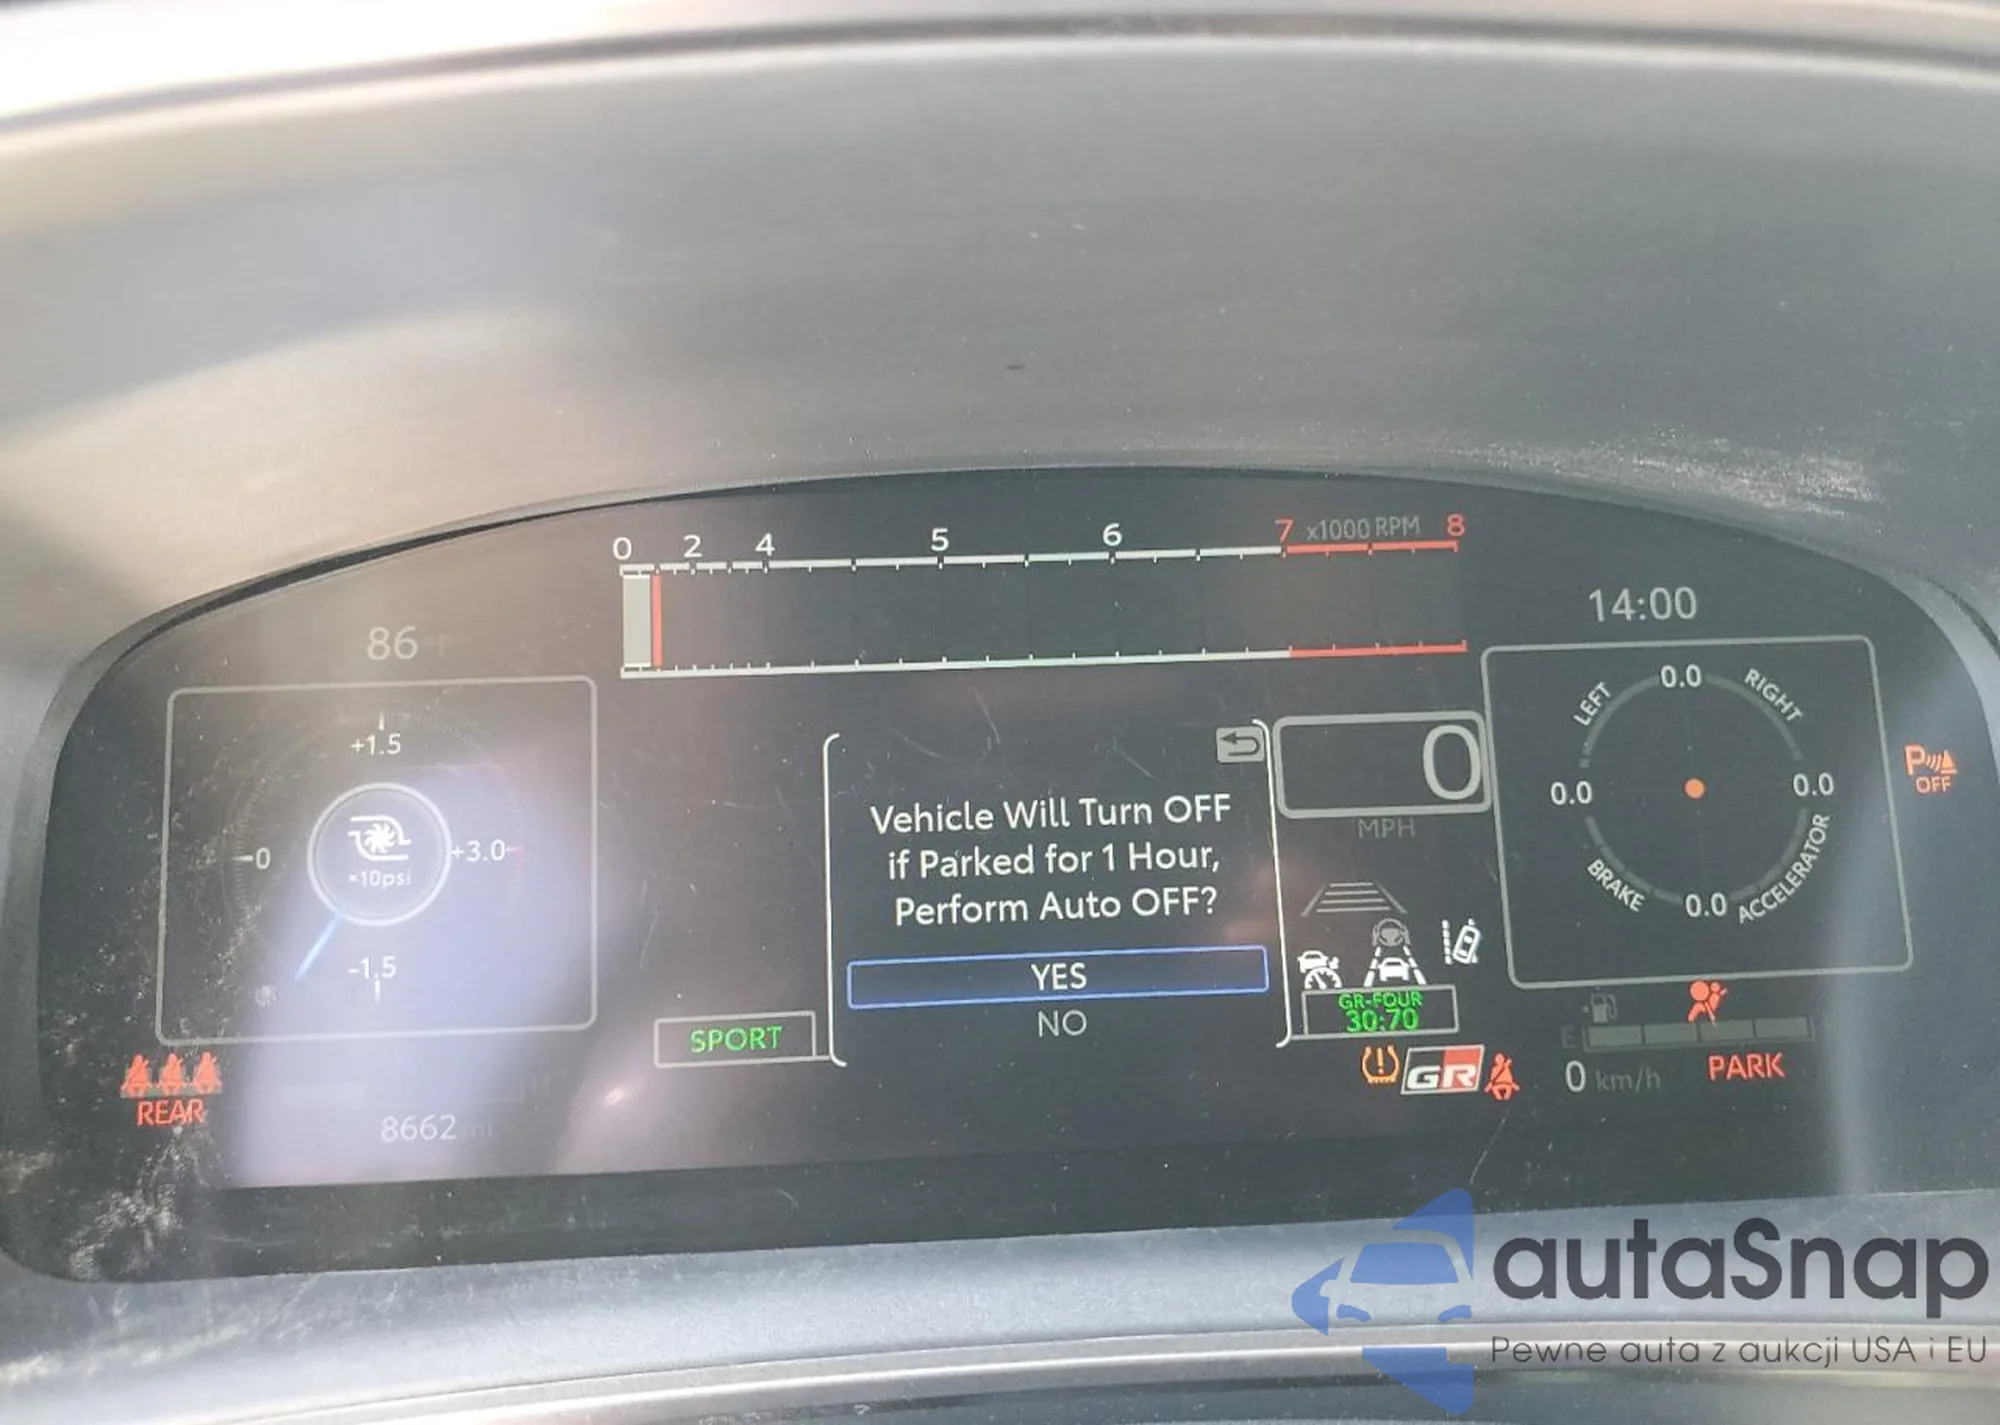 0 2 4 5 6 7 x1000 RPM 8
86 °F
14:00
+1.5
0
+3.0
×10psi
-1.5
Vehicle Will Turn OFF
if Parked for 1 Hour,
Perform Auto OFF?
YES
NO
0
MPH
0.0
LEFT
RIGHT
0.0
0.0
BRAKE
0.0
ACCELERATOR
P
OFF
SPORT
GR-FOUR
30:70
E
REAR
GR
0 km/h
PARK
8662 mi
autaSnap
Pewne auta z aukcji USA i EU